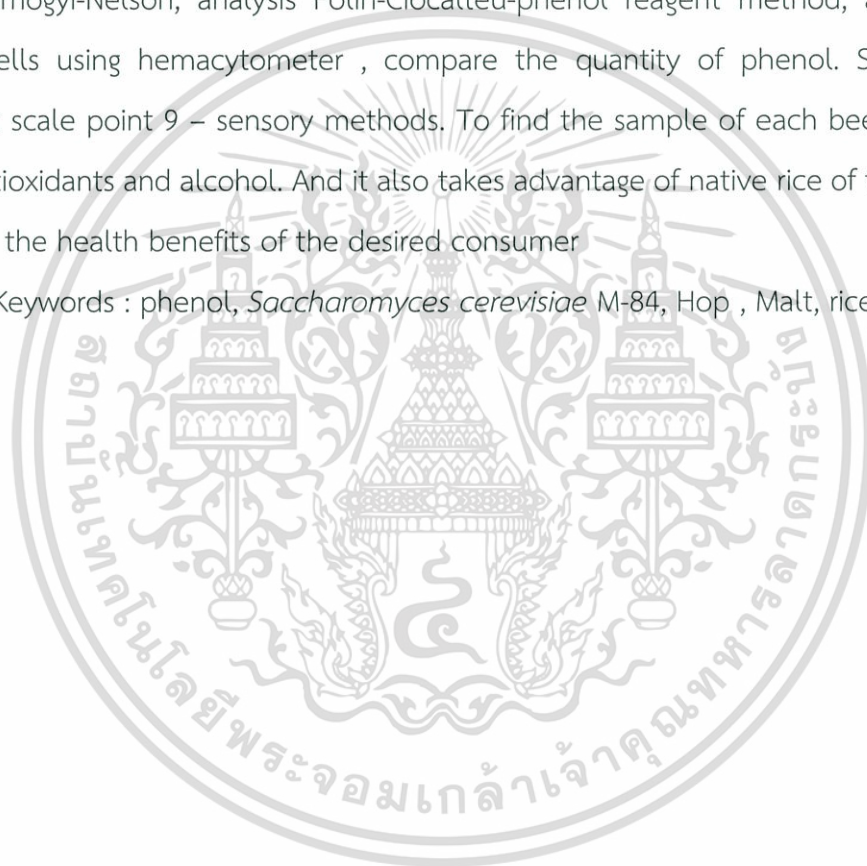 mogyi-Nelson, analysis Folin-Ciocalteu-phenol reagent method,
ells using hemacytometer , compare the quantity of phenol. S
scale point 9 – sensory methods. To find the sample of each bee
tioxidants and alcohol. And it also takes advantage of native rice of
the health benefits of the desired consumer
Keywords : phenol, Saccharomyces cerevisiae M-84, Hop , Malt, rice
สถาบันเทคโนโลยีพระจอมเกล้าเจ้าคุณทหารลาดกระบัง